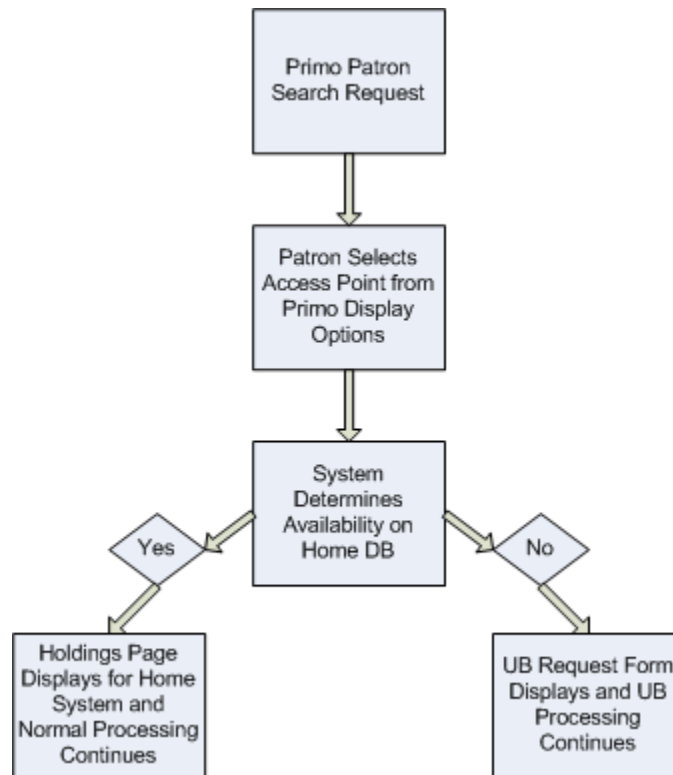 Primo Patron
Search Request
Patron Selects
Access Point from
Primo Display
Options
System
Determines
Availability on
Home DB
Yes
No
Holdings Page
Displays for Home
System and
Normal Processing
Continues
UB Request Form
Displays and UB
Processing
Continues